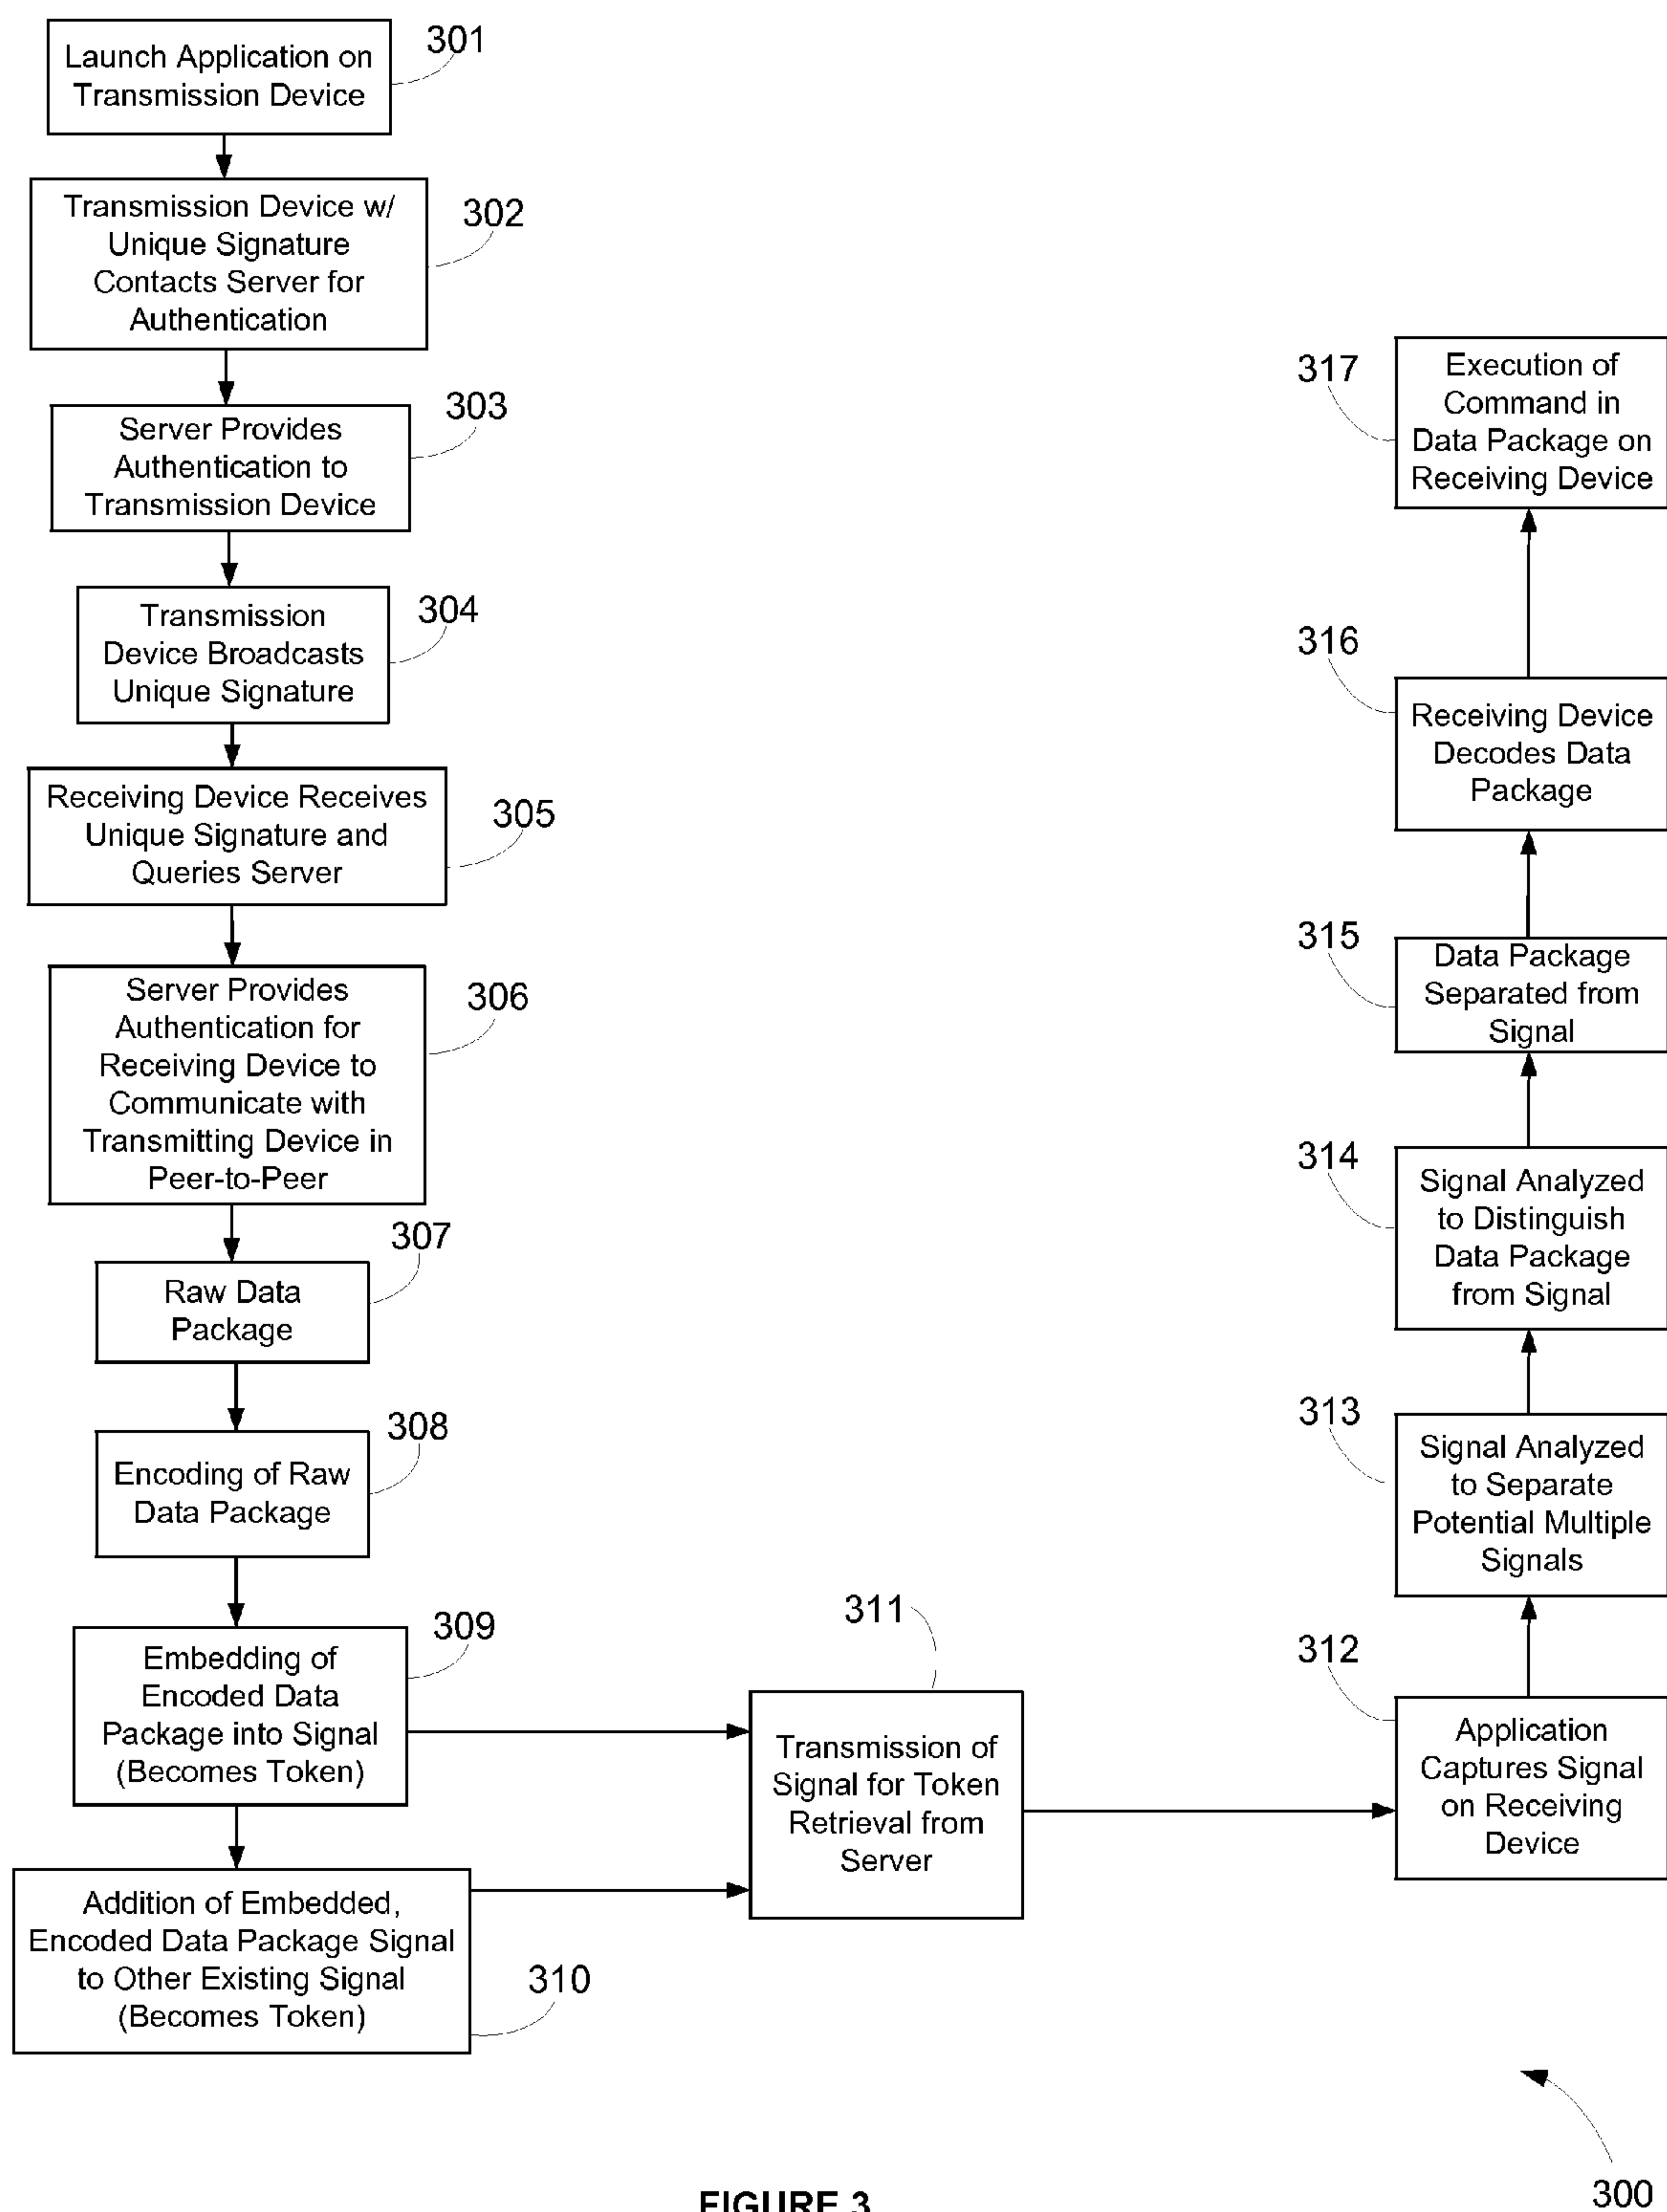 Launch Application on
Transmission Device
301
Transmission Device w/
Unique Signature
Contacts Server for
Authentication
302
Server Provides
Authentication to
Transmission Device
303
Transmission
Device Broadcasts
Unique Signature
304
Receiving Device Receives
Unique Signature and
Queries Server
305
Server Provides
Authentication for
Receiving Device to
Communicate with
Transmitting Device in
Peer-to-Peer
306
Raw Data
Package
307
Encoding of Raw
Data Package
308
Embedding of
Encoded Data
Package into Signal
(Becomes Token)
309
Addition of Embedded,
Encoded Data Package Signal
to Other Existing Signal
(Becomes Token)
310
311
Transmission of
Signal for Token
Retrieval from
Server
312
Application
Captures Signal
on Receiving
Device
313
Signal Analyzed
to Separate
Potential Multiple
Signals
314
Signal Analyzed
to Distinguish
Data Package
from Signal
315
Data Package
Separated from
Signal
316
Receiving Device
Decodes Data
Package
317
Execution of
Command in
Data Package on
Receiving Device
300
FIGURE 3